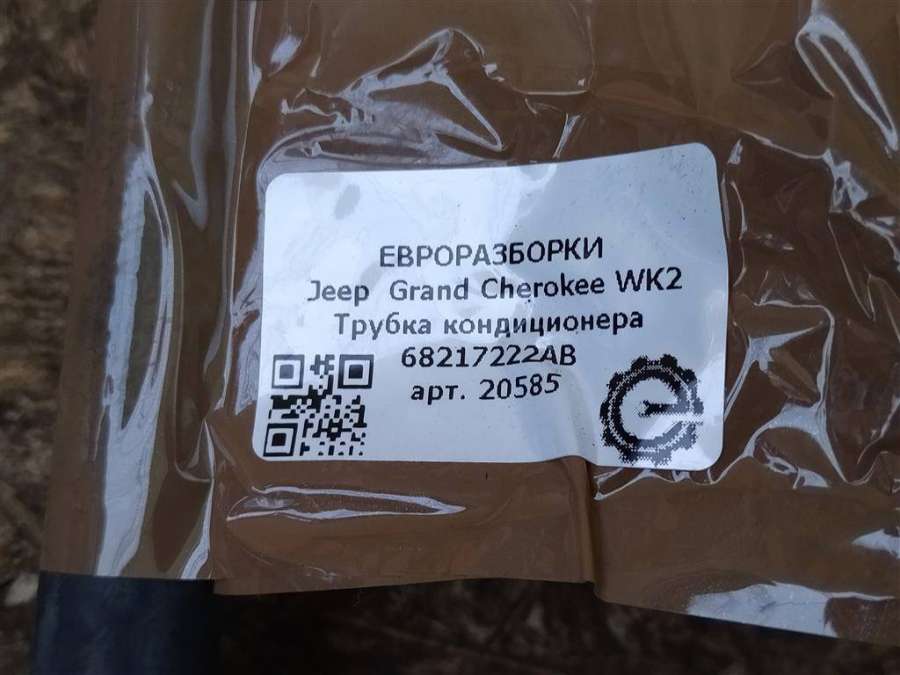 ЕВРОРАЗБОРКИ
Jeep Grand Cherokee WK2
Трубка кондиционера
68217222AB
арт. 20585